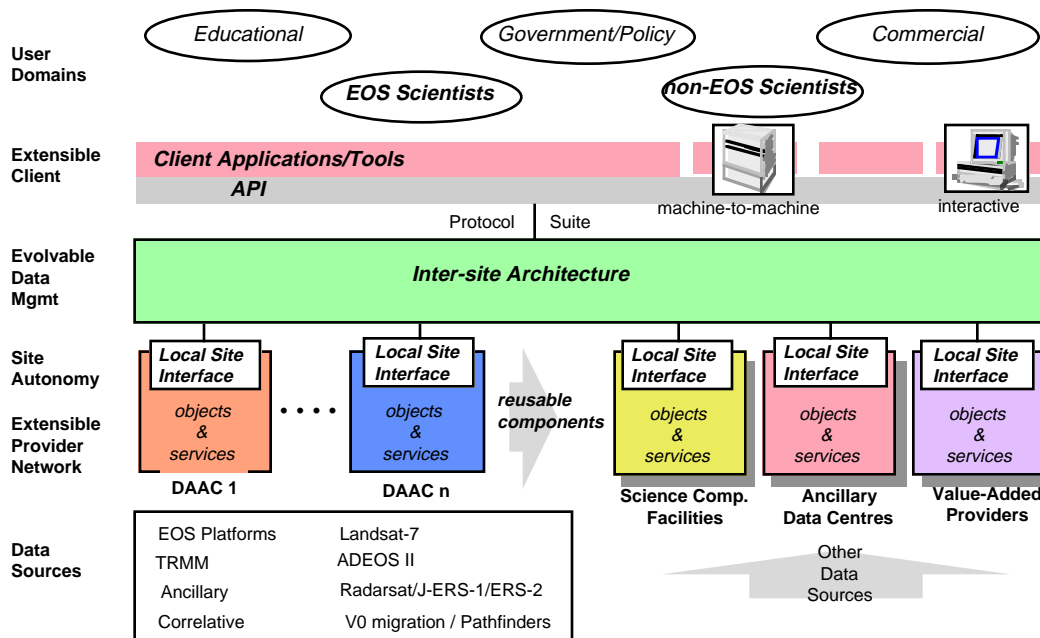 User
Domains
Educational
Government/Policy
Commercial
EOS Scientists
non-EOS Scientists
Extensible
Client
Client Applications/Tools
API
machine-to-machine
interactive
Protocol
Suite
Evolvable
Data
Mgmt
Inter-site Architecture
Site
Autonomy
Extensible
Provider
Network
Local Site
Interface
objects
&
services
DAAC 1
Local Site
Interface
objects
&
services
DAAC n
reusable
components
Local Site
Interface
objects
&
services
Science Comp.
Facilities
Local Site
Interface
objects
&
services
Ancillary
Data Centres
Local Site
Interface
objects
&
services
Value-Added
Providers
Data
Sources
EOS Platforms
Landsat-7
TRMM
ADEOS II
Ancillary
Radarsat/J-ERS-1/ERS-2
Correlative
V0 migration / Pathfinders
Other
Data
Sources